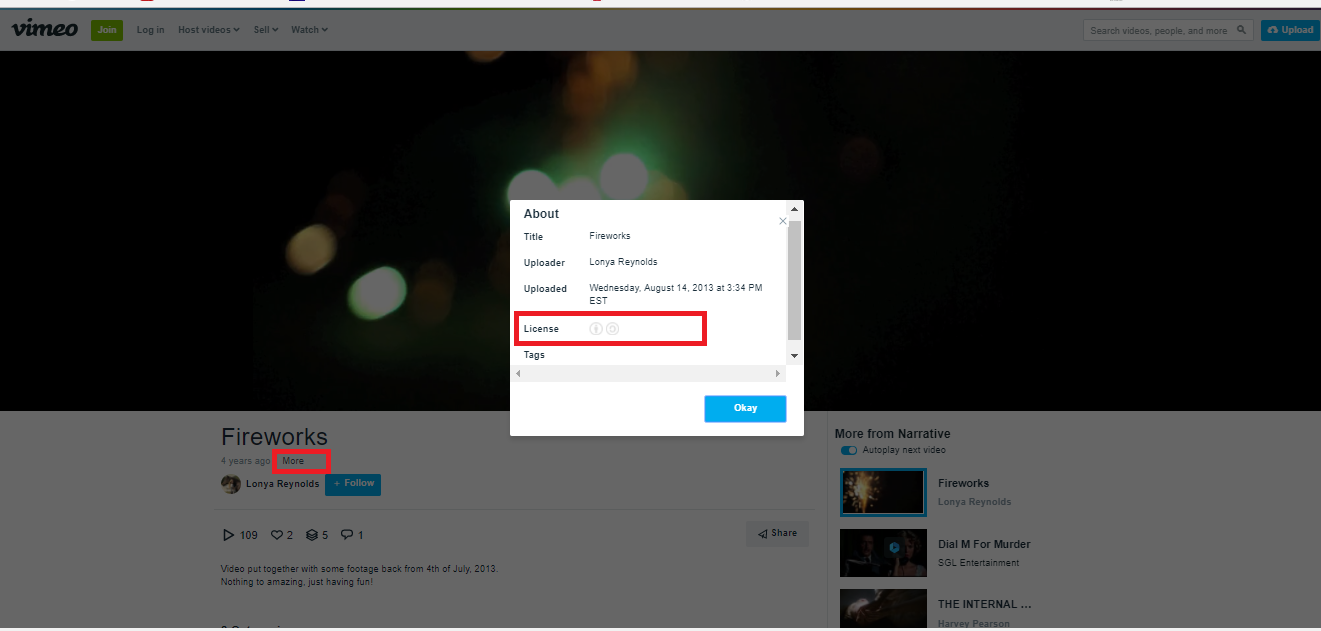 vimeo Join Log in Host videos Sell Watch Search videos, people, and more. Upload
About
Title Fireworks
Uploader Lonya Reynolds
Uploaded Wednesday, August 14, 2013 at 3:34 PM
EST
License
Tags
Okay
Fireworks
4 years ago More
Lonya Reynolds + Follow
109 2 5 1 Share
Video put together with some footage back from 4th of July, 2013.
Nothing to amazing, just having fun!
More from Narrative
Autoplay next video
Fireworks
Lonya Reynolds
Dial M For Murder
SGL Entertainment
THE INTERNAL ...
Harvey Pearson